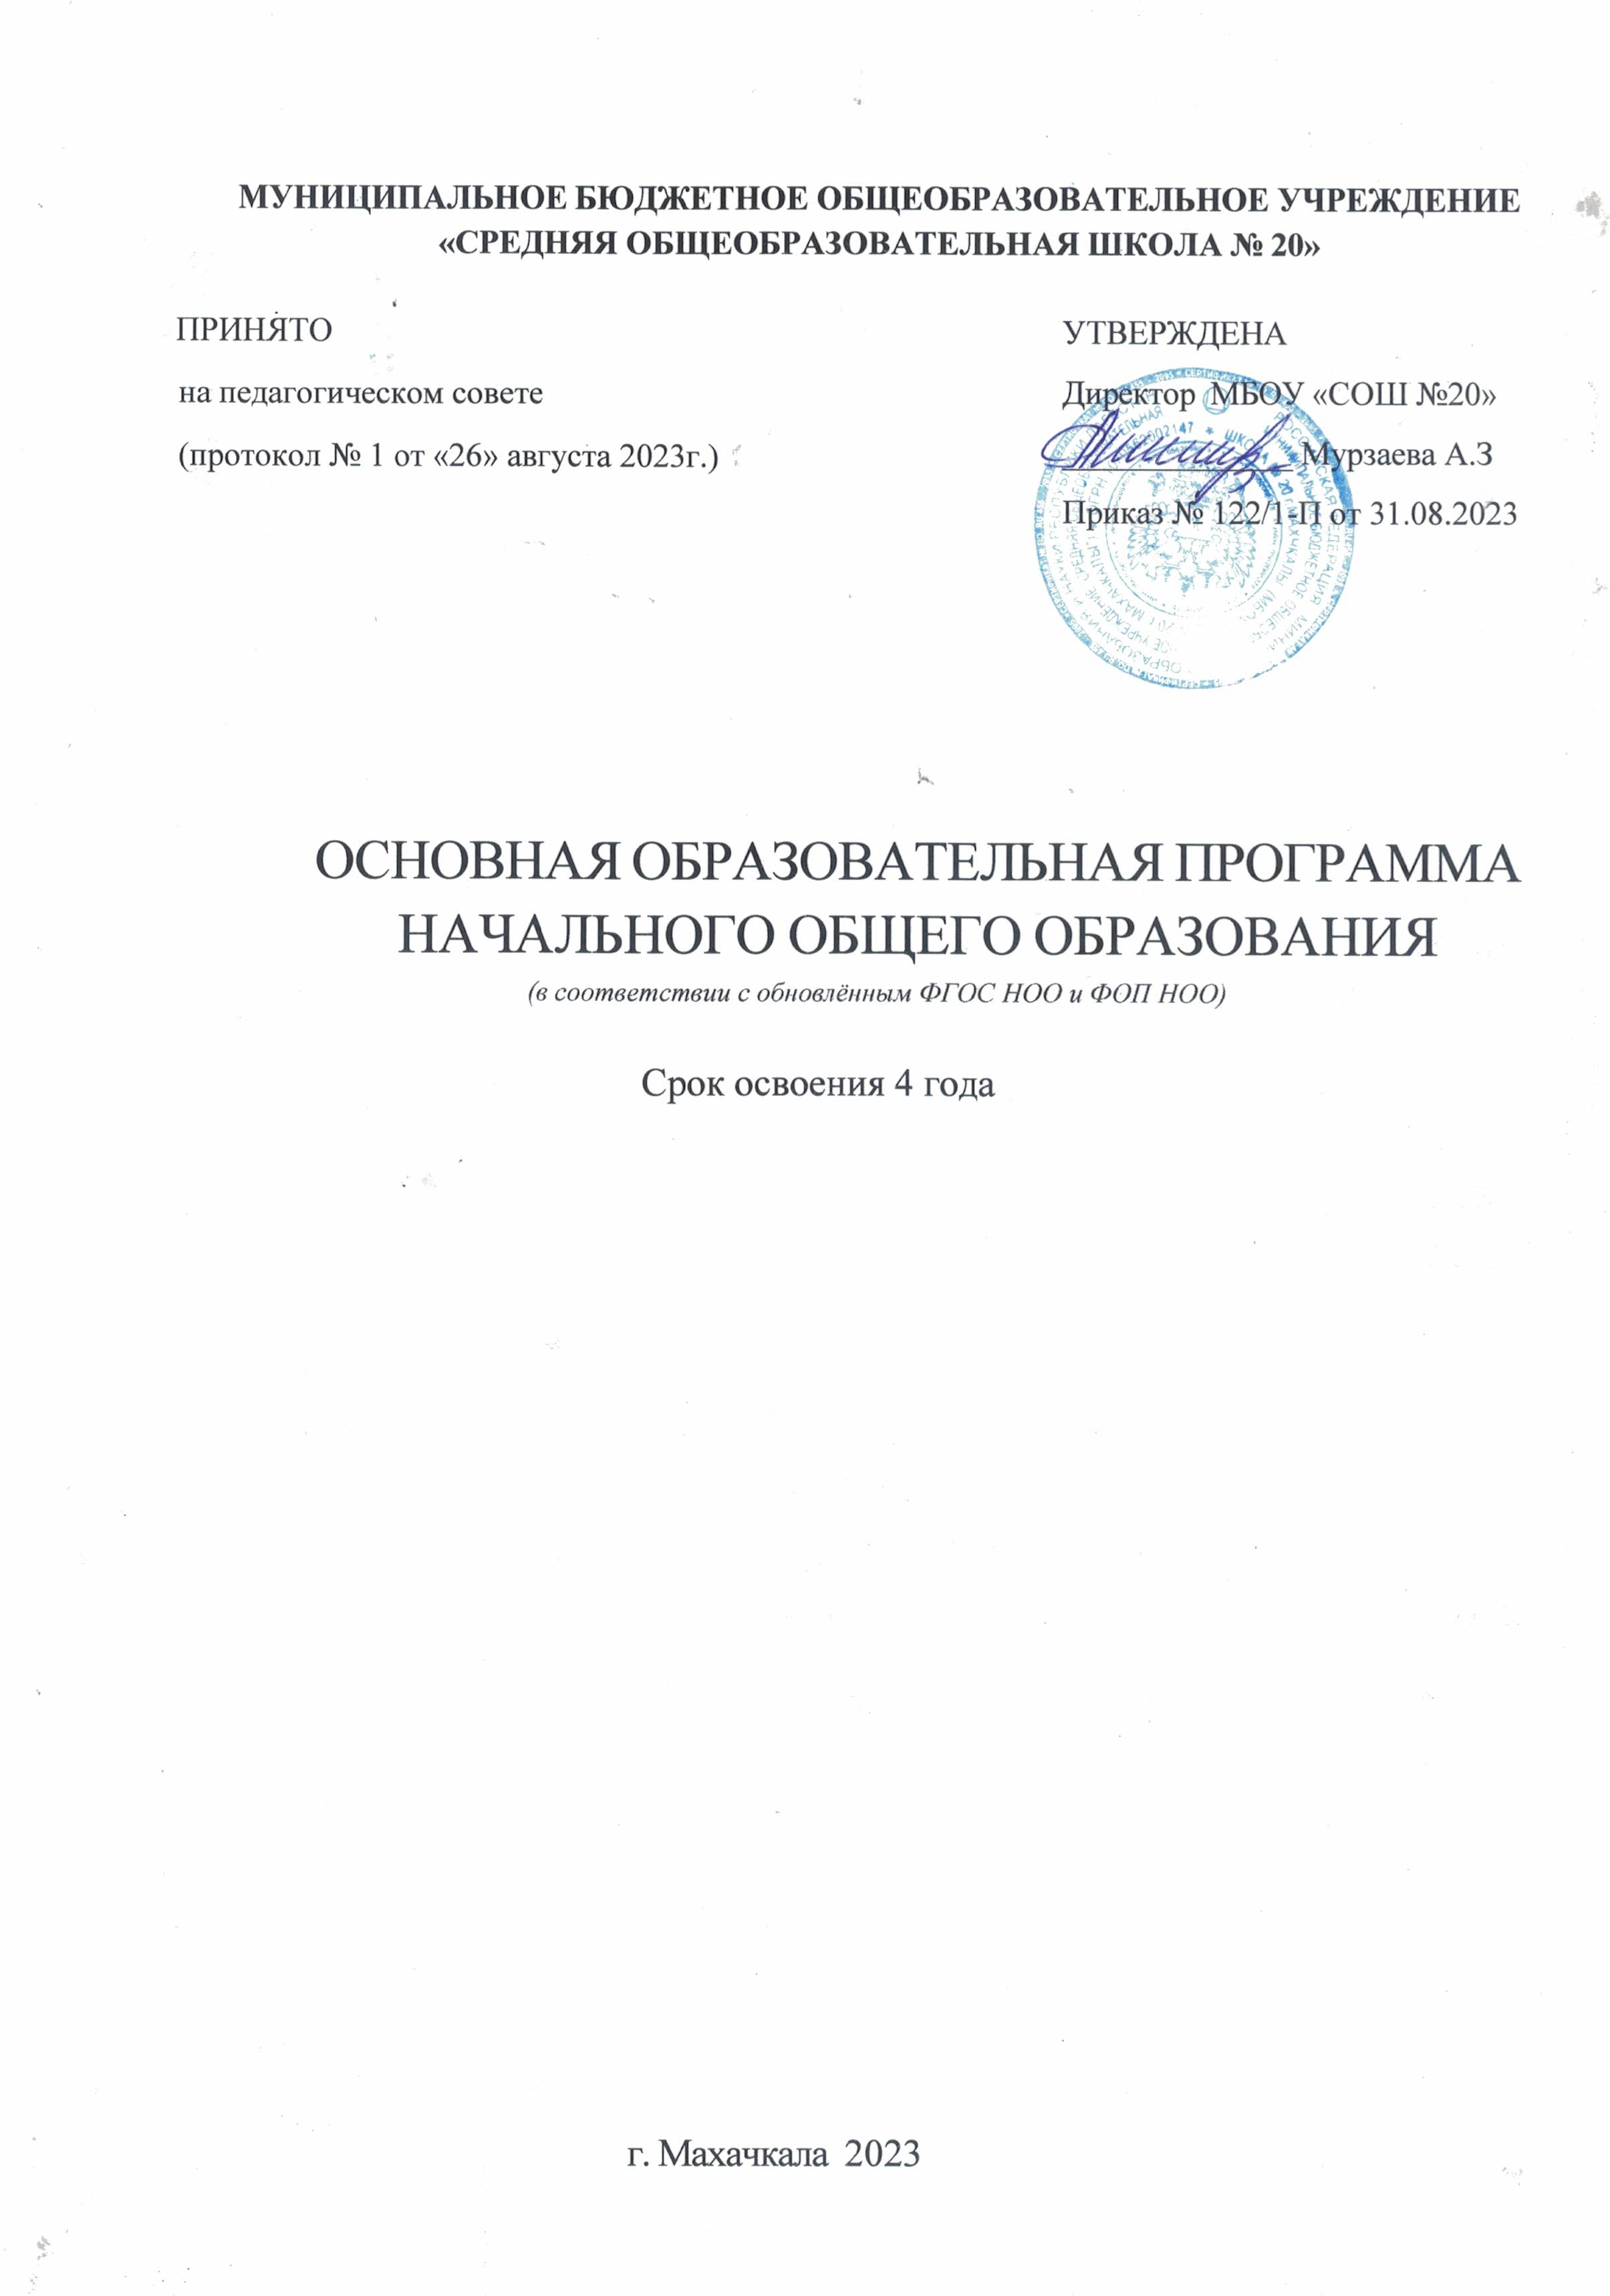 МУНИЦИПАЛЬНОЕ БЮДЖЕТНОЕ ОБЩЕОБРАЗОВАТЕЛЬНОЕ УЧРЕЖДЕНИЕ
«СРЕДНЯЯ ОБЩЕОБРАЗОВАТЕЛЬНАЯ ШКОЛА № 20»
ПРИНЯТО
на педагогическом совете
(протокол № 1 от «26» августа 2023г.)
УТВЕРЖДЕНА
Директор МБОУ «СОШ №20»
Мурзаева А.З
Приказ № 122/1-П от 31.08.2023
ОСНОВНАЯ ОБРАЗОВАТЕЛЬНАЯ ПРОГРАММА
НАЧАЛЬНОГО ОБЩЕГО ОБРАЗОВАНИЯ
(в соответствии с обновлённым ФГОС НОО и ФОП НОО)
Срок освоения 4 года
г. Махачкала 2023